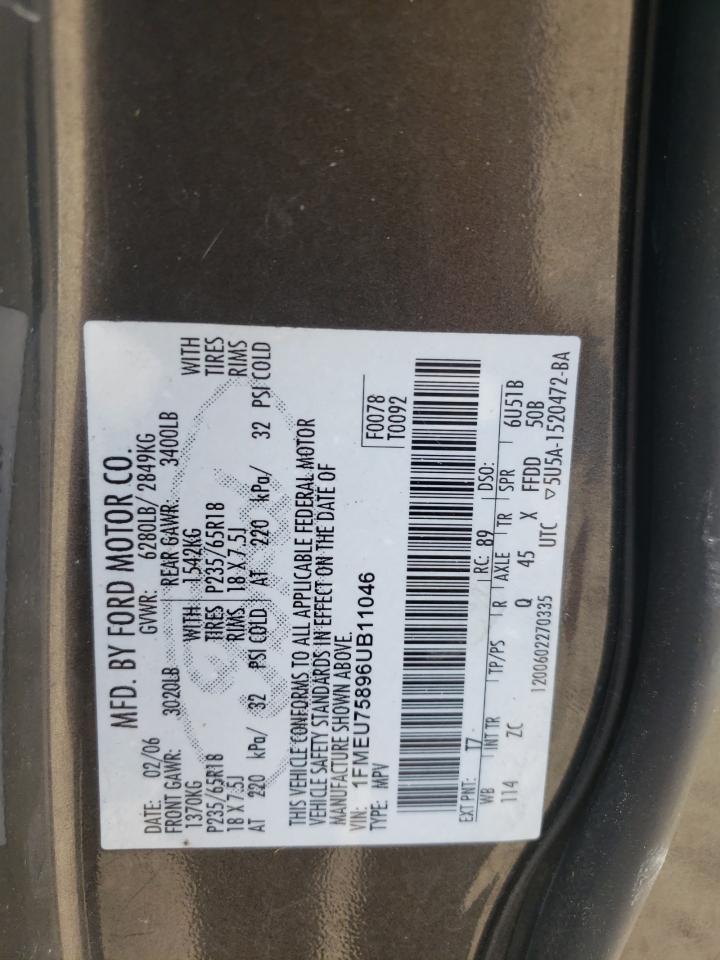 MFD. BY FORD MOTOR CO.
DATE: 02/06 GVWR: 6280LB/ 2849KG
FRONT GAWR: 3020LB REAR GAWR: 3400LB
1370KG WITH 1542KG WITH
P235/65R18 TIRES P235/65R18 TIRES
18 X 7.5J RIMS 18 X 7.5J RIMS
AT 220 kPa/ 32 PSI COLD AT 220 kPa/ 32 PSI COLD
THIS VEHICLE CONFORMS TO ALL APPLICABLE FEDERAL MOTOR
VEHICLE SAFETY STANDARDS IN EFFECT ON THE DATE OF
MANUFACTURE SHOWN ABOVE.
VIN: 1FMEU75896UB11046
TYPE: MPV
F0078
T0092
EXT PNT: T7 RC: 89 DSO:
WB INT TR TP/PS R AXLE TR SPR 6U51B
114 ZC Q 45 X FFDD 50B
1200602270335 UTC ▽5U5A-1520472-BA